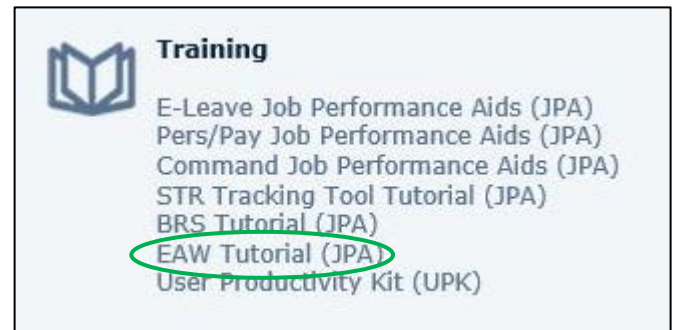 Training
E-Leave Job Performance Aids (JPA)
Pers/Pay Job Performance Aids (JPA)
Command Job Performance Aids (JPA)
STR Tracking Tool Tutorial (JPA)
BRS Tutorial (JPA)
EAW Tutorial (JPA)
User Productivity Kit (UPK)